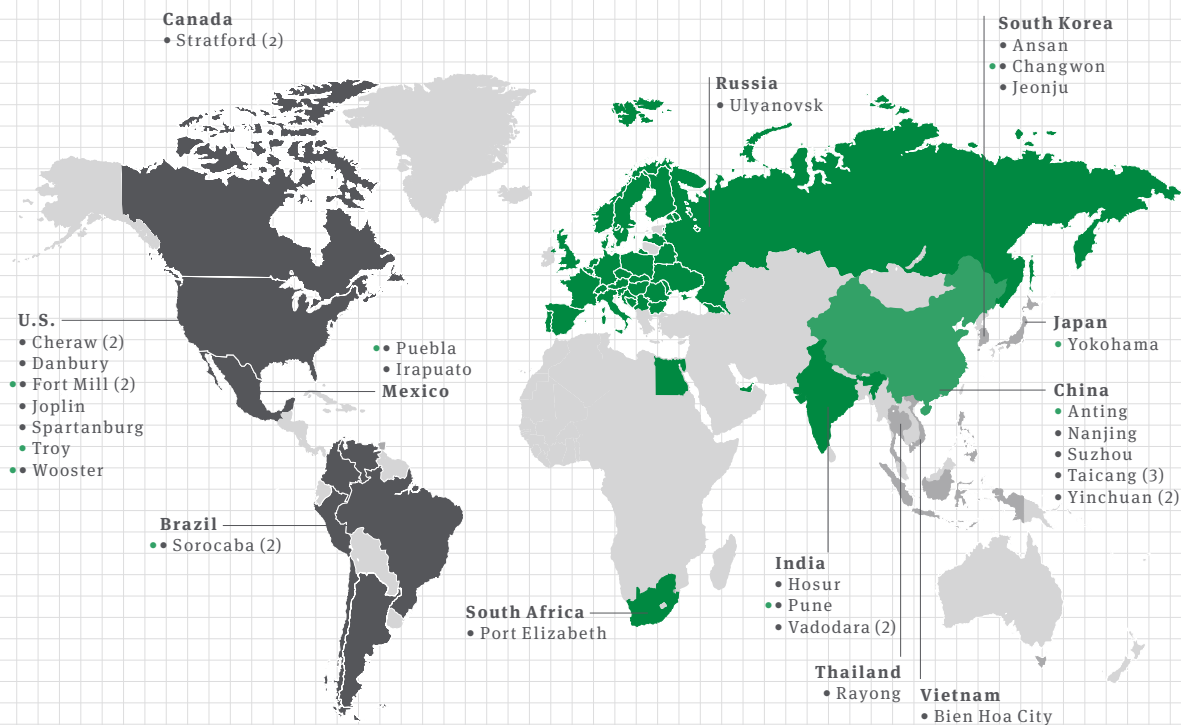 Canada
• Stratford (2)
South Korea
• Ansan
•• Changwon
• Jeonju
Russia
• Ulyanovsk
U.S.
• Cheraw (2)
• Danbury
•• Fort Mill (2)
• Joplin
• Spartanburg
• Troy
•• Wooster
•• Puebla
• Irapuato
Mexico
Japan
• Yokohama
China
• Anting
• Nanjing
• Suzhou
• Taicang (3)
• Yinchuan (2)
Brazil
•• Sorocaba (2)
South Africa
• Port Elizabeth
India
• Hosur
•• Pune
• Vadodara (2)
Thailand
• Rayong
Vietnam
• Bien Hoa City